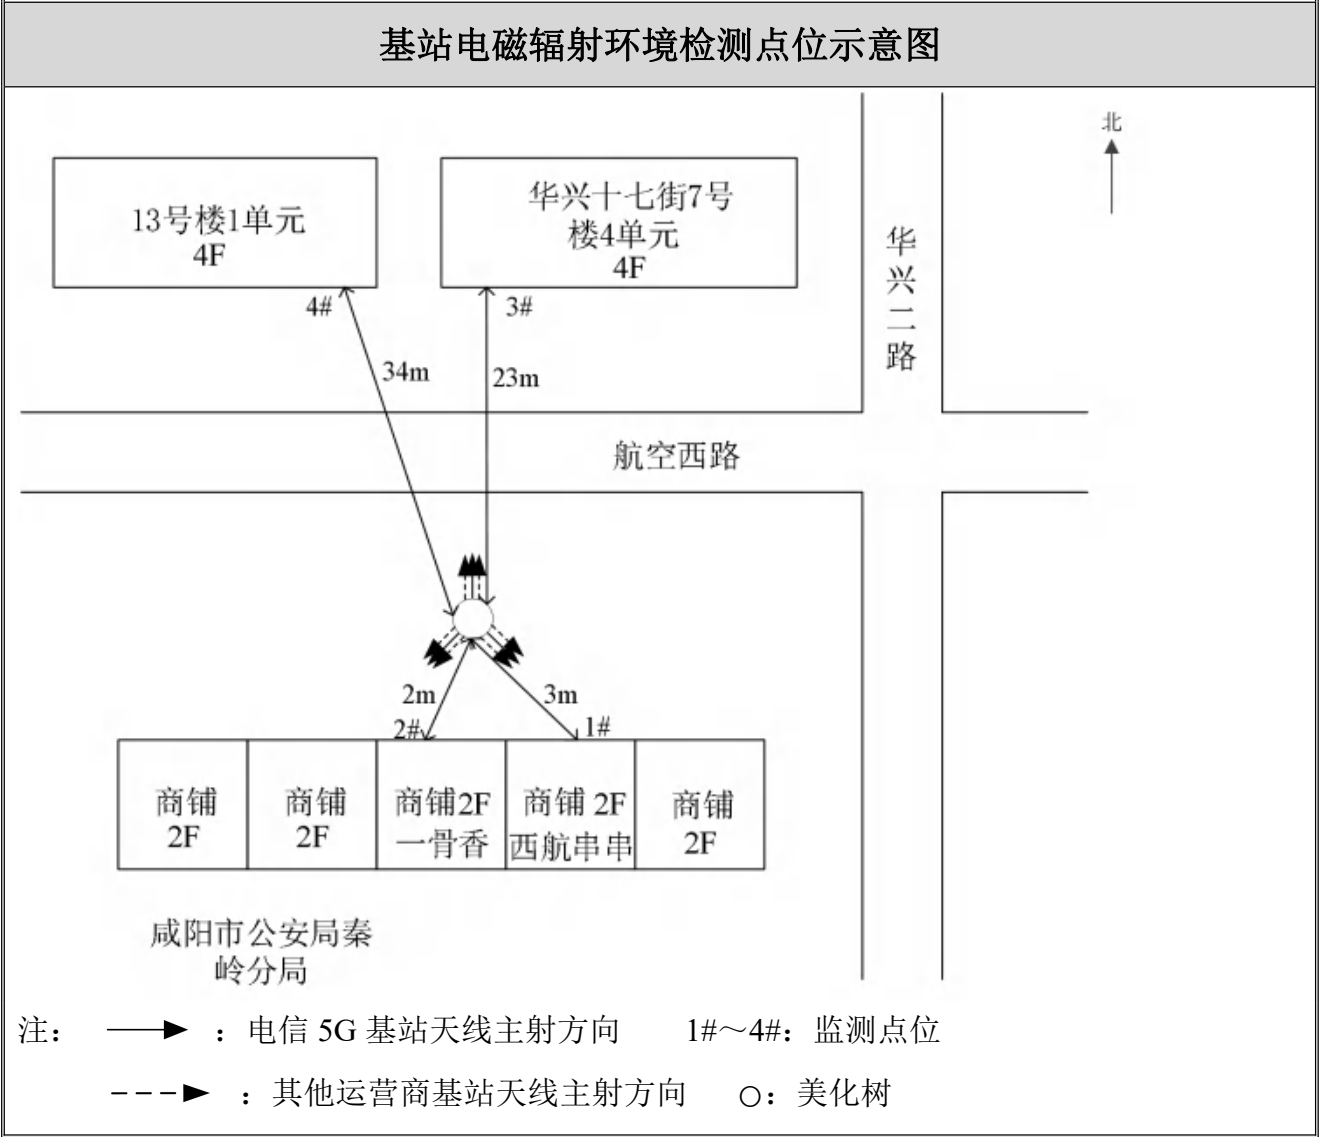 基站电磁辐射环境检测点位示意图
北
13号楼1单元
4F
华兴十七街7号
楼4单元
4F
华兴二路
4#
3#
34m
23m
航空西路
2m
3m
2#
1#
商铺
2F
商铺
2F
商铺2F
一骨香
商铺 2F
西航串串
商铺
2F
咸阳市公安局秦
岭分局
注： ：电信 5G 基站天线主射方向 1#～4#：监测点位
：其他运营商基站天线主射方向 ○：美化树